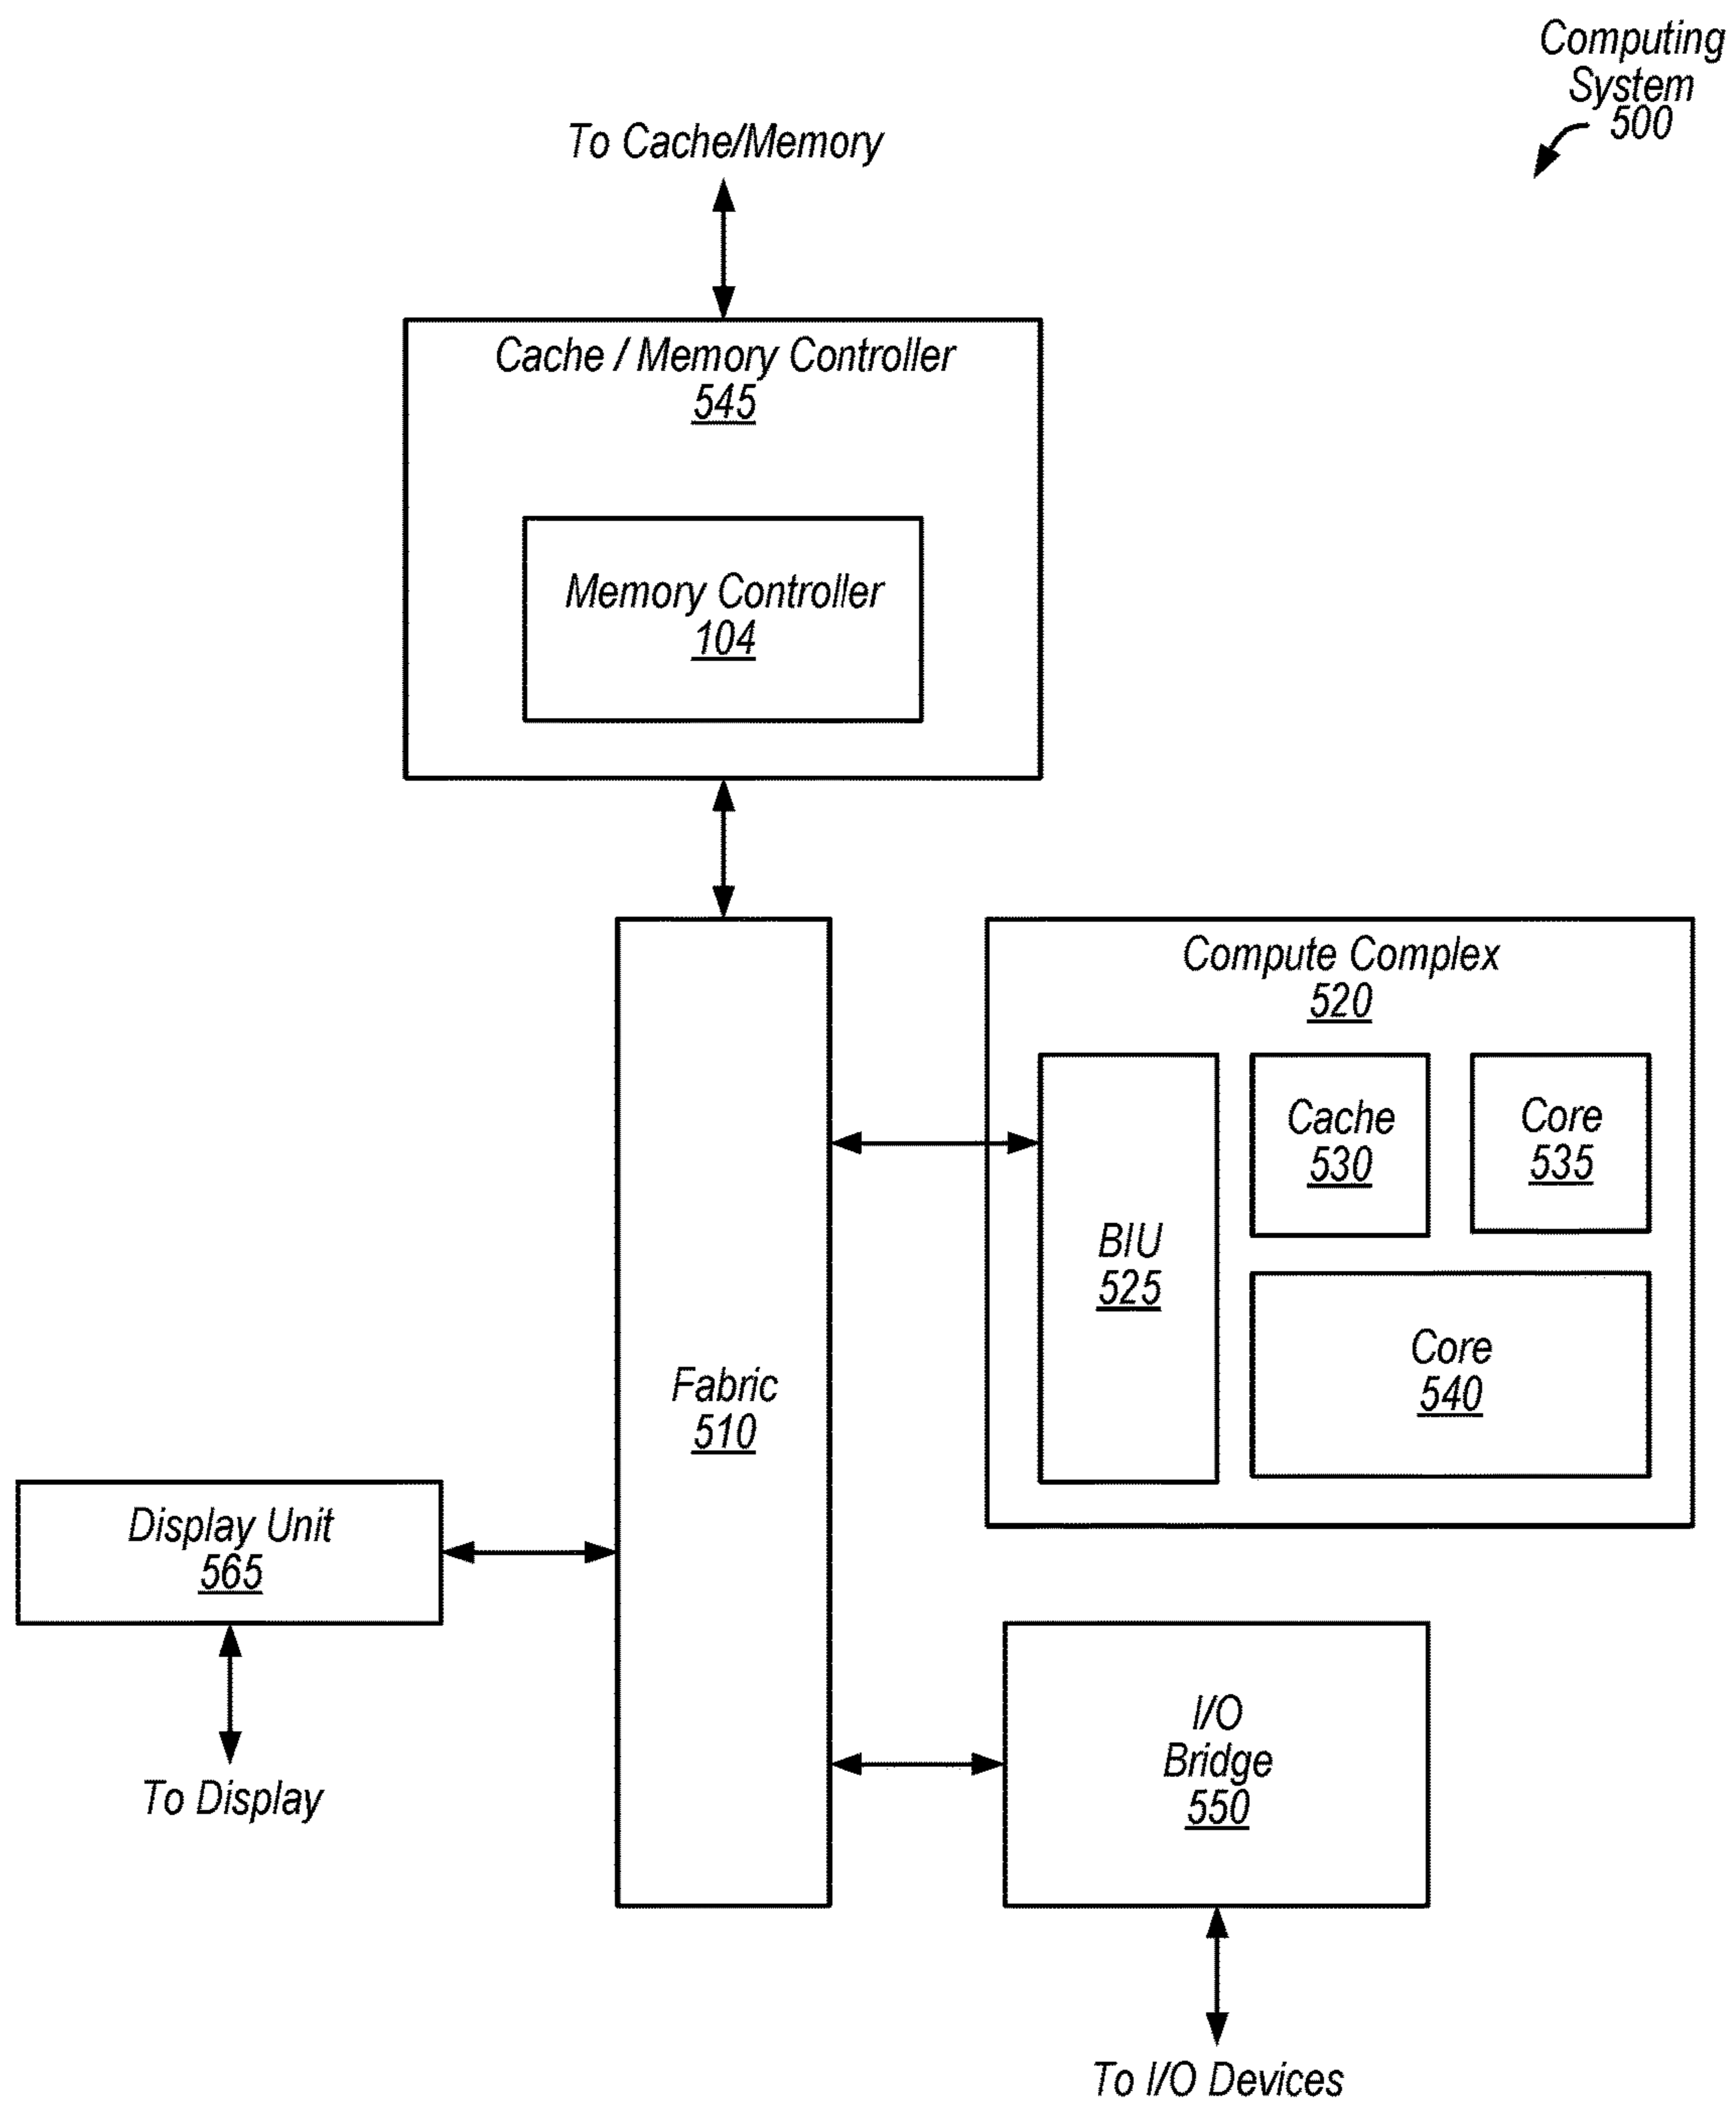 Computing
System
500
To Cache/Memory
Cache / Memory Controller
545
Memory Controller
104
Compute Complex
520
Cache
530
Core
535
BIU
525
Core
540
Fabric
510
Display Unit
565
To Display
I/O
Bridge
550
To I/O Devices